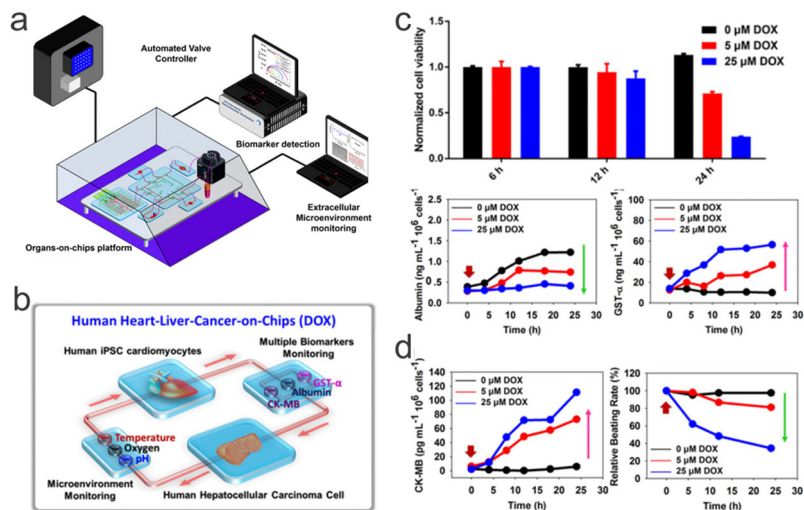 a
Automated Valve
Controller
Biomarker detection
Extracellular
Microenvironment
monitoring
Organs-on-chips platform
b
Human Heart-Liver-Cancer-on-Chips (DOX)
Human iPSC cardiomyocytes
Multiple Biomarkers
Monitoring
GST-α
Albumin
CK-MB
Temperature
Oxygen
pH
Microenvironment
Monitoring
Human Hepatocellular Carcinoma Cell
c
Normalized cell viability
1.5
1.0
0.5
0.0
0 µM DOX
5 µM DOX
25 µM DOX
6 h
12 h
24 h
Albumin (ng mL⁻¹ 10⁶ cells⁻¹)
2.0
1.5
1.0
0.5
0.0
0 µM DOX
5 µM DOX
25 µM DOX
0 5 10 15 20 25 30
Time (h)
GST-α (ng mL⁻¹ 10⁶ cells⁻¹)
100
80
60
40
20
0
0 µM DOX
5 µM DOX
25 µM DOX
0 5 10 15 20 25 30
Time (h)
d
CK-MB (pg mL⁻¹ 10⁶ cells⁻¹)
140
120
100
80
60
40
20
0
0 µM DOX
5 µM DOX
25 µM DOX
0 5 10 15 20 25 30
Time (h)
Relative Beating Rate (%)
120
100
80
60
40
20
0
0 µM DOX
5 µM DOX
25 µM DOX
0 5 10 15 20 25 30
Time (h)